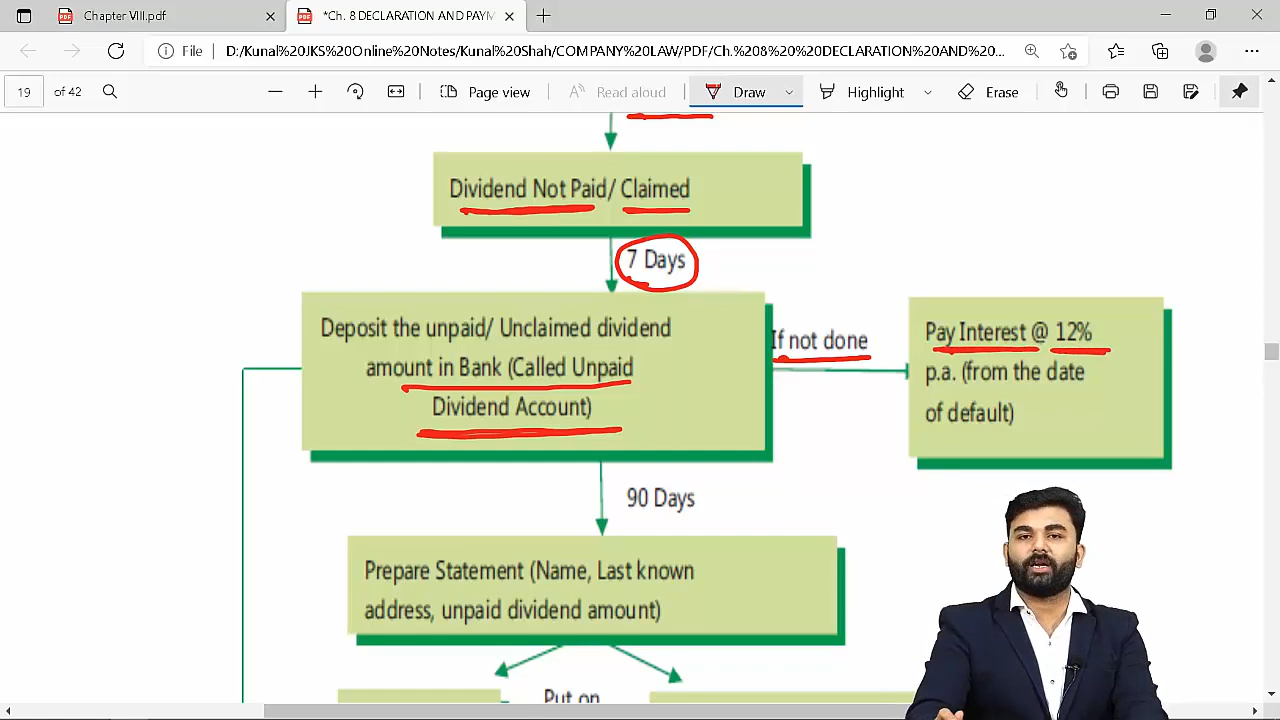 Chapter VIII.pdf
*Ch. 8 DECLARATION AND PAYM
File
D:/Kunal%20JKS%20Online%20Notes/Kunal%20Shah/COMPANY%20LAW/PDF/Ch.%208%20%20DECLARATION%20AND%20...
19
of 42
Page view
Read aloud
Draw
Highlight
Erase
Dividend Not Paid/ Claimed
7 Days
Deposit the unpaid/ Unclaimed dividend
amount in Bank (Called Unpaid
Dividend Account)
If not done
Pay Interest @ 12%
p.a. (from the date
of default)
90 Days
Prepare Statement (Name, Last known
address, unpaid dividend amount)
Put on